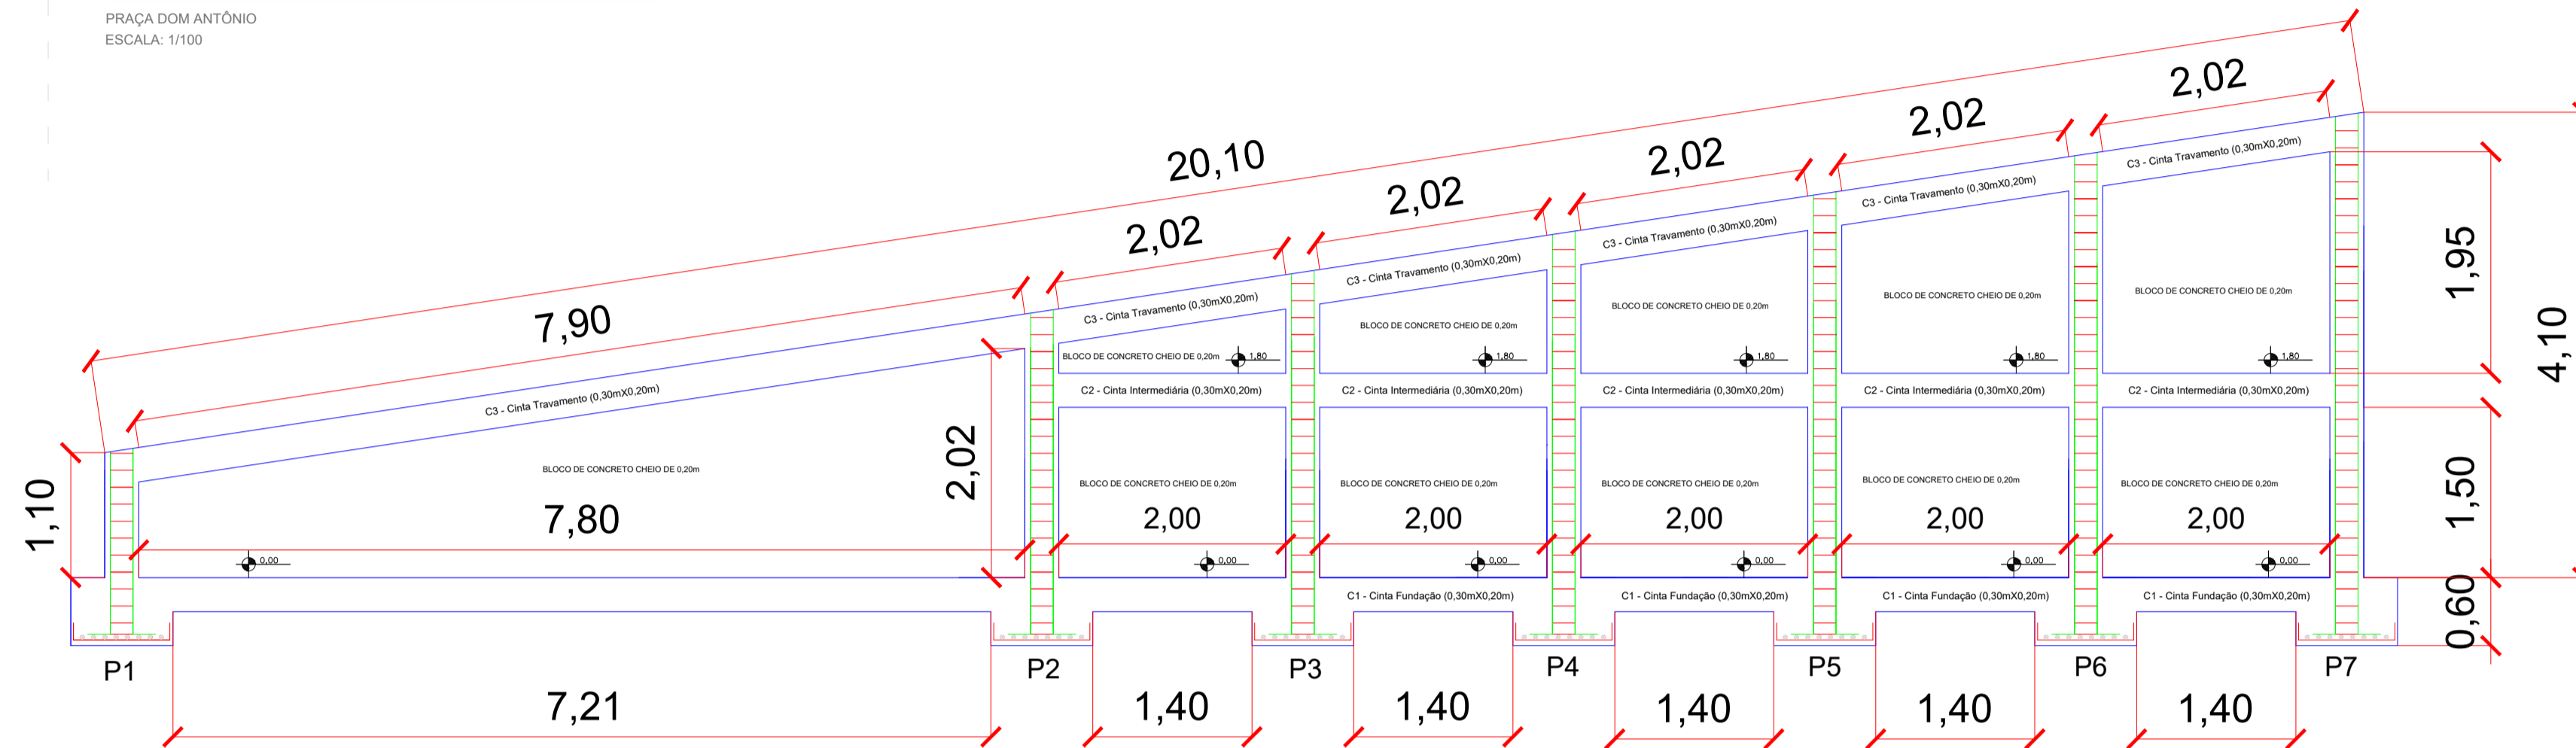 PRAÇA DOM ANTÔNIO
ESCALA: 1/100
20,10
7,90
2,02
2,02
2,02
2,02
2,02
C3 - Cinta Travamento (0,30mX0,20m)
C3 - Cinta Travamento (0,30mX0,20m)
C3 - Cinta Travamento (0,30mX0,20m)
C3 - Cinta Travamento (0,30mX0,20m)
C3 - Cinta Travamento (0,30mX0,20m)
C3 - Cinta Travamento (0,30mX0,20m)
BLOCO DE CONCRETO CHEIO DE 0,20m
BLOCO DE CONCRETO CHEIO DE 0,20m
BLOCO DE CONCRETO CHEIO DE 0,20m
BLOCO DE CONCRETO CHEIO DE 0,20m
BLOCO DE CONCRETO CHEIO DE 0,20m
1,80
1,80
1,80
1,80
1,80
1,95
4,10
C2 - Cinta Intermediária (0,30mX0,20m)
C2 - Cinta Intermediária (0,30mX0,20m)
C2 - Cinta Intermediária (0,30mX0,20m)
C2 - Cinta Intermediária (0,30mX0,20m)
C2 - Cinta Intermediária (0,30mX0,20m)
1,10
BLOCO DE CONCRETO CHEIO DE 0,20m
2,02
BLOCO DE CONCRETO CHEIO DE 0,20m
BLOCO DE CONCRETO CHEIO DE 0,20m
BLOCO DE CONCRETO CHEIO DE 0,20m
BLOCO DE CONCRETO CHEIO DE 0,20m
BLOCO DE CONCRETO CHEIO DE 0,20m
1,50
7,80
2,00
2,00
2,00
2,00
2,00
0,00
0,00
0,00
0,00
0,00
0,00
C1 - Cinta Fundação (0,30mX0,20m)
C1 - Cinta Fundação (0,30mX0,20m)
C1 - Cinta Fundação (0,30mX0,20m)
C1 - Cinta Fundação (0,30mX0,20m)
0,60
P1
P2
P3
P4
P5
P6
P7
7,21
1,40
1,40
1,40
1,40
1,40